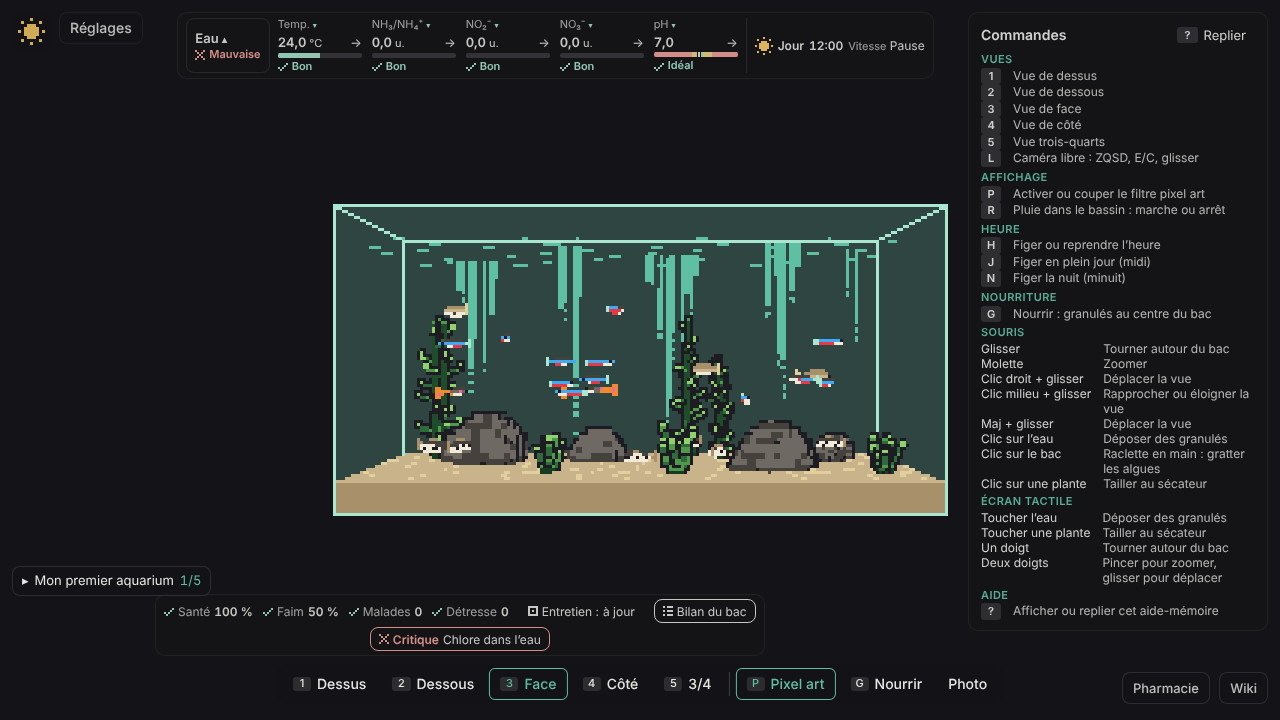 Réglages
Eau ▴
Mauvaise
Temp. ▾
24,0 °C →
Bon
NH₃/NH₄⁺ ▾
0,0 u. →
Bon
NO₂⁻ ▾
0,0 u. →
Bon
NO₃⁻ ▾
0,0 u. →
Bon
pH ▾
7,0 →
Idéal
Jour 12:00 Vitesse Pause
Commandes ? Replier
VUES
1 Vue de dessus
2 Vue de dessous
3 Vue de face
4 Vue de côté
5 Vue trois-quarts
L Caméra libre : ZQSD, E/C, glisser
AFFICHAGE
P Activer ou couper le filtre pixel art
R Pluie dans le bassin : marche ou arrêt
HEURE
H Figer ou reprendre l’heure
J Figer en plein jour (midi)
N Figer la nuit (minuit)
NOURRITURE
G Nourrir : granulés au centre du bac
SOURIS
Glisser Tourner autour du bac
Molette Zoomer
Clic droit + glisser Déplacer la vue
Clic milieu + glisser Rapprocher ou éloigner la
vue
Maj + glisser Déplacer la vue
Clic sur l’eau Déposer des granulés
Clic sur le bac Raclette en main : gratter
les algues
Clic sur une plante Tailler au sécateur
ÉCRAN TACTILE
Toucher l’eau Déposer des granulés
Toucher une plante Tailler au sécateur
Un doigt Tourner autour du bac
Deux doigts Pincer pour zoomer,
glisser pour déplacer
AIDE
? Afficher ou replier cet aide-mémoire
▸ Mon premier aquarium 1/5
Santé 100 % Faim 50 % Malades 0 Détresse 0 Entretien : à jour Bilan du bac
Critique Chlore dans l’eau
1 Dessus 2 Dessous 3 Face 4 Côté 5 3/4 P Pixel art G Nourrir Photo
Pharmacie Wiki